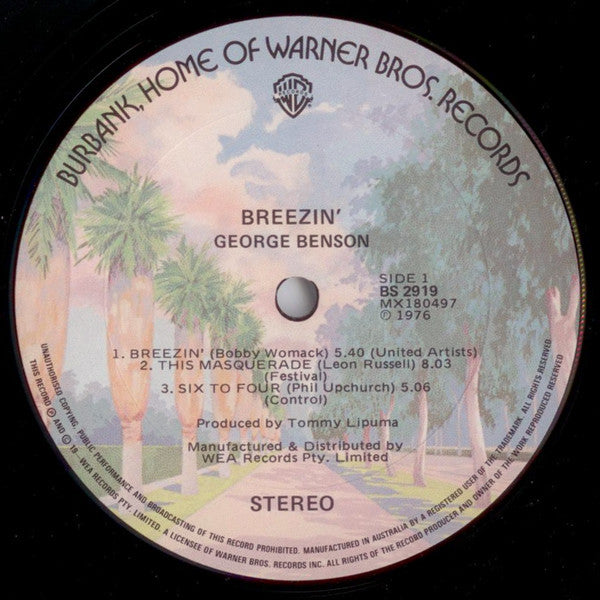 BURBANK, HOME OF WARNER BROS. RECORDS
BREEZIN'
GEORGE BENSON
SIDE 1
BS 2919
MX180497
Ⓟ 1976
1. BREEZIN' (Bobby Womack) 5.40 (United Artists)
2. THIS MASQUERADE (Leon Russell) 8.03
(Festival)
3. SIX TO FOUR (Phil Upchurch) 5.06
(Control)
Produced by Tommy Lipuma
Manufactured & Distributed by
WEA Records Pty. Limited
STEREO
UNAUTHORISED COPYING, PUBLIC PERFORMANCE AND BROADCASTING OF THIS RECORD PROHIBITED. MANUFACTURED IN AUSTRALIA BY A REGISTERED USER OF THE TRADEMARK. ALL RIGHTS RESERVED
THIS RECORD Ⓟ AND © 19 - WEA RECORDS PTY. LIMITED. A LICENSEE OF WARNER BROS. RECORDS INC. ALL RIGHTS OF THE RECORD PRODUCER AND OWNER OF THE WORK REPRODUCED RESERVED